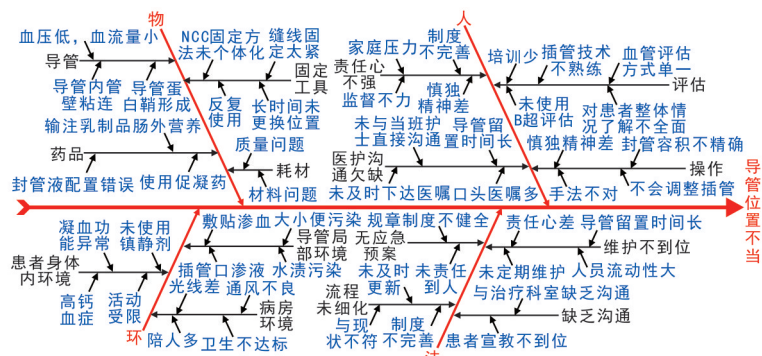 物
人
血压低，血流量小
导管
导管内管
壁粘连
导管蛋
白鞘形成
NCC固定方
法未个体化
缝线固
定太紧
固定
工具
反复
使用
长时间未
更换位置
输注乳制品
肠外营养
药品
封管液配置错误
使用促凝药
质量问题
耗材
材料问题
家庭压力
制度
不完善
责任心
不强
监督不力
慎独
精神差
培训少
插管技术
不熟练
血管评估
方式单一
评估
未使用
B超评估
对患者整体情
况了解不全面
未与当班护
士直接沟通
导管留
置时间长
医护沟
通欠缺
未及时下达医嘱
口头医嘱多
慎独精神差
封管容积不精确
操作
手法不对
不会调整插管
导管位置不当
凝血功
能异常
未使用
镇静剂
患者身体
内环境
高钙
血症
活动
受限
敷贴渗血
大小便污染
导管局
部环境
插管口渗液
水渍污染
光线差
通风不良
病房
环境
陪人多
卫生不达标
环
规章制度不健全
无应急
预案
未及时
更新
未责任
到人
流程
未细化
与现
状不符
制度
不完善
责任心差
导管留置时间长
维护不到位
未定期维护
人员流动性大
与治疗科室缺乏沟通
缺乏沟通
患者宣教不到位
法